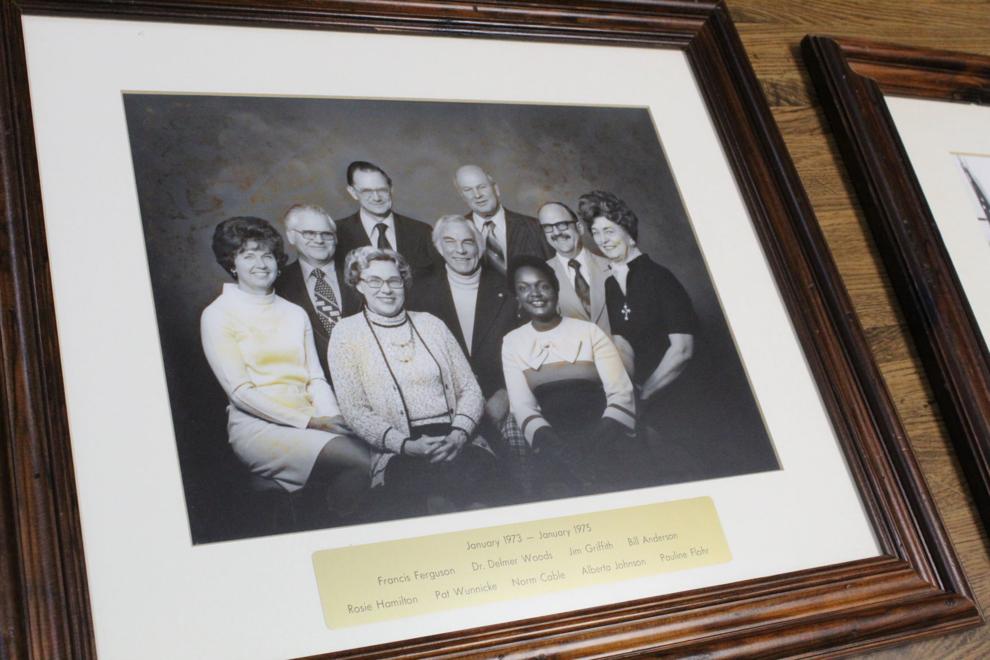 January 1973 — January 1975
Francis Ferguson Dr. Delmer Woods Jim Griffith Bill Anderson
Rosie Hamilton Pat Wunnicke Norm Cable Alberta Johnson Pauline Flohr